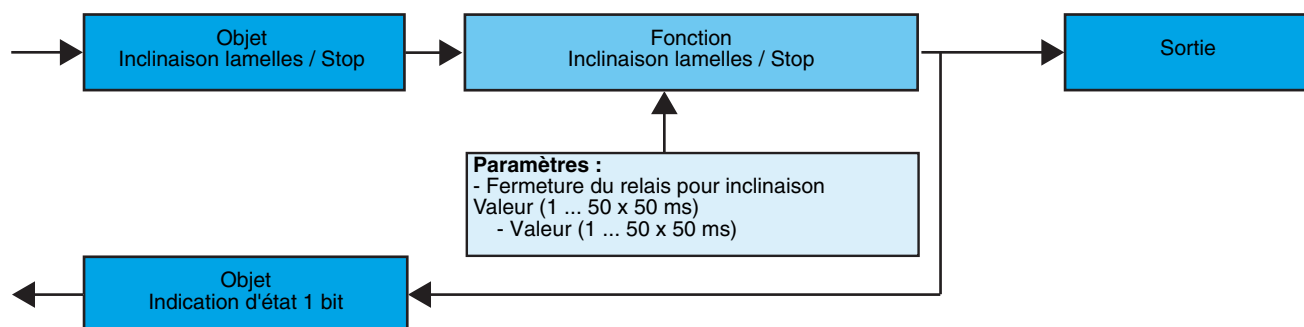 Objet
Inclinaison lamelles / Stop
Fonction
Inclinaison lamelles / Stop
Sortie
Paramètres :
- Fermeture du relais pour inclinaison
Valeur (1 ... 50 x 50 ms)
- Valeur (1 ... 50 x 50 ms)
Objet
Indication d'état 1 bit